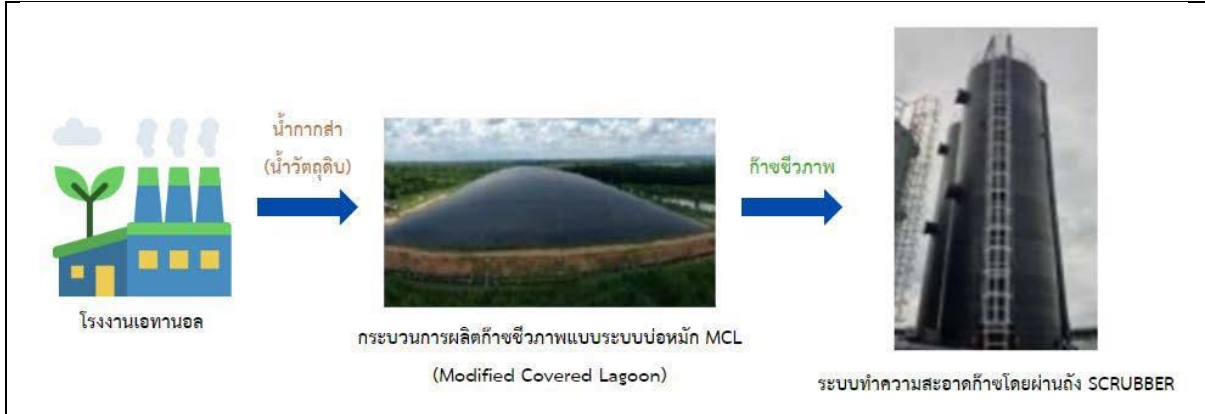 น้ำกากส่า
(น้ำวัตถุดิบ)
ก๊าซชีวภาพ
โรงงานเอทานอล
กระบวนการผลิตก๊าซชีวภาพแบบระบบบ่อหมัก MCL
(Modified Covered Lagoon)
ระบบทำความสะอาดก๊าซโดยผ่านถัง SCRUBBER